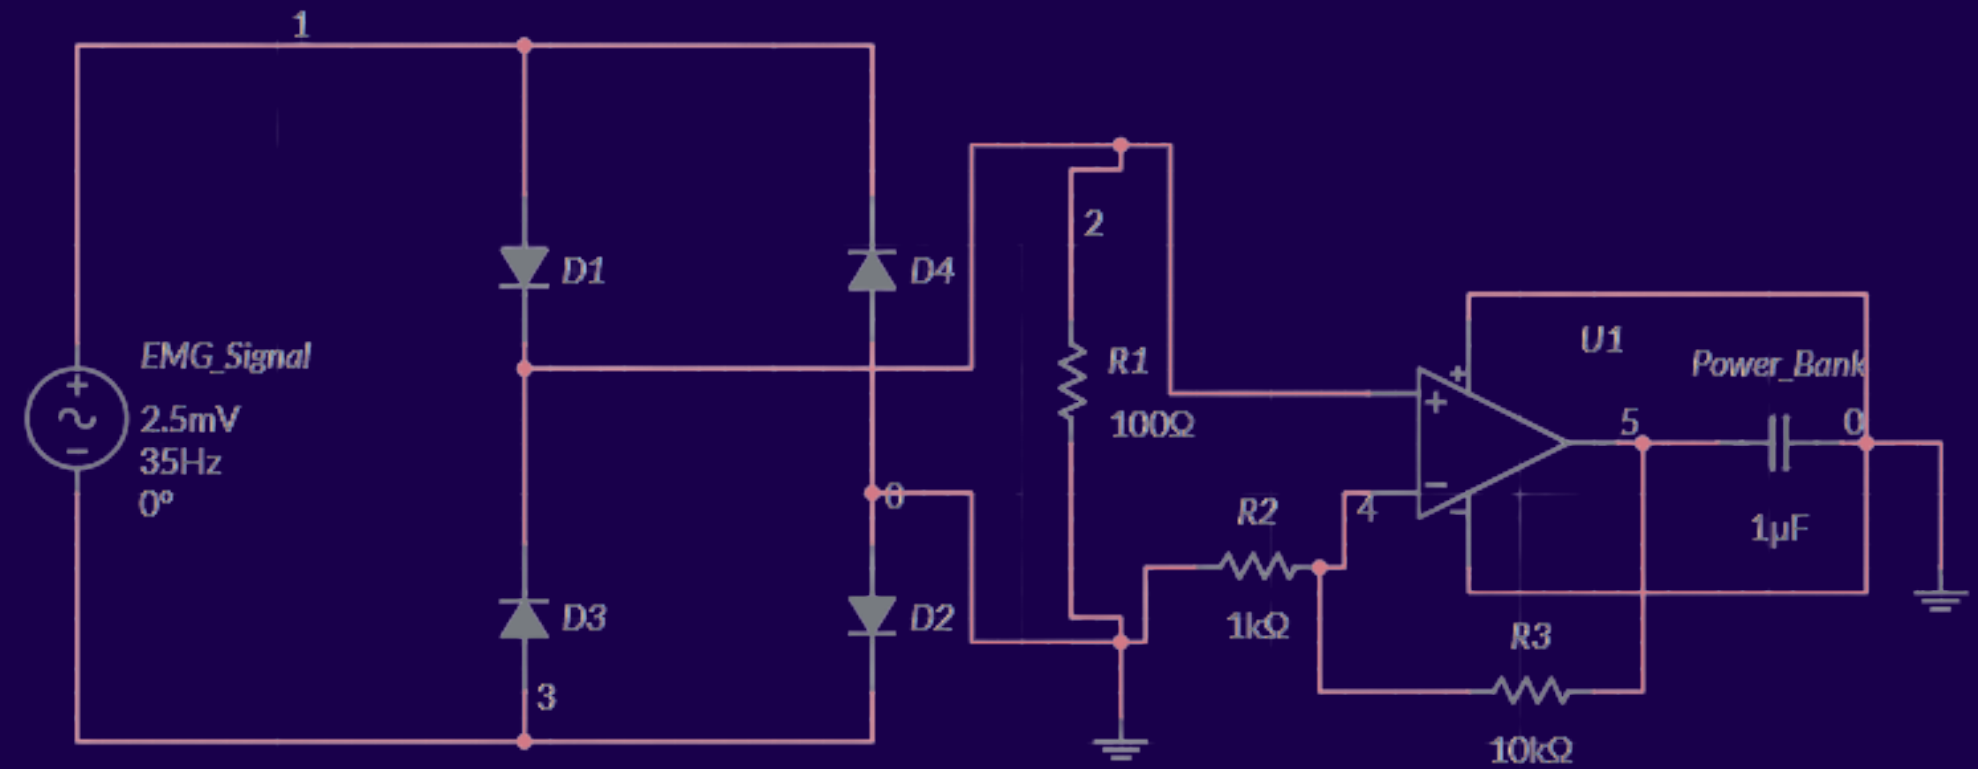 1
EMG_Signal
2.5mV
35Hz
0°
D1
D4
D3
D2
3
0
2
R1
100Ω
R2
1kΩ
4
U1
5
Power_Bank
0
1µF
R3
10kΩ